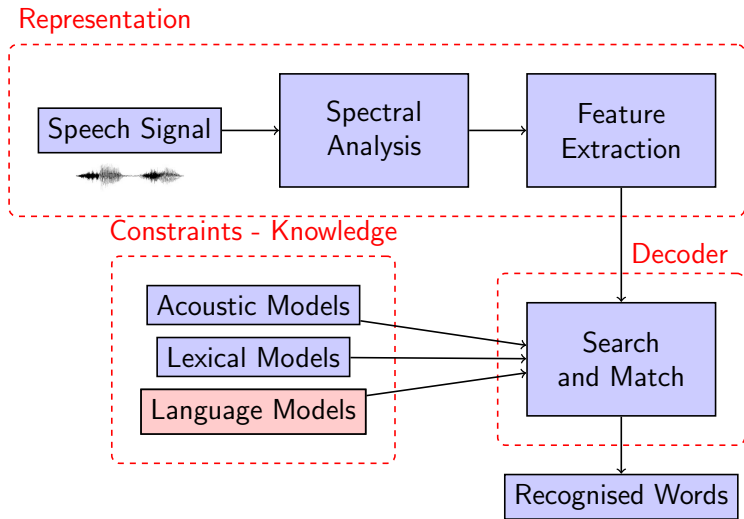 Representation
Speech Signal
Spectral
Analysis
Feature
Extraction
Constraints - Knowledge
Decoder
Acoustic Models
Lexical Models
Language Models
Search
and Match
Recognised Words